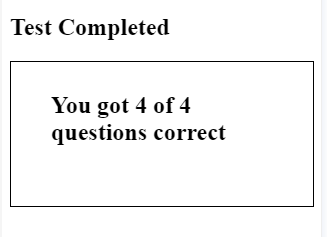 Test Completed
You got 4 of 4
questions correct